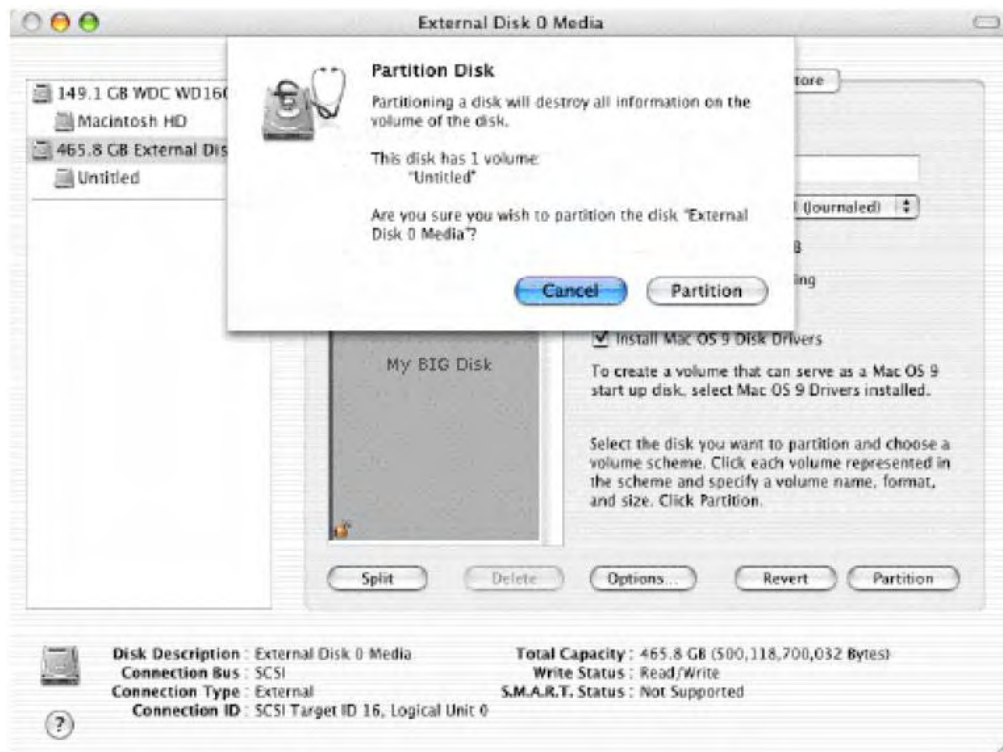 External Disk 0 Media
Partition Disk
Partitioning a disk will destroy all information on the
volume of the disk.
This disk has 1 volume:
"Untitled"
Are you sure you wish to partition the disk "External
Disk 0 Media"?
Cancel
Partition
149.1 GB WDC
Macintosh HD
465.8 GB External
Untitled
(Journaled)
Install Mac OS 9 Disk Drivers
To create a volume that can serve as a Mac OS 9
start up disk, select Mac OS 9 Drivers installed.
Select the disk you want to partition and choose a
volume scheme. Click each volume represented in
the scheme and specify a volume name, format,
and size. Click Partition.
My BIG Disk
Split
Delete
Options...
Revert
Partition
Disk Description : External Disk 0 Media
Connection Bus : SCSI
Connection Type : External
Connection ID : SCSI Target ID 16, Logical Unit 0
Total Capacity : 465.8 GB (500,118,700,032 Bytes)
Write Status : Read/Write
S.M.A.R.T. Status : Not Supported
?